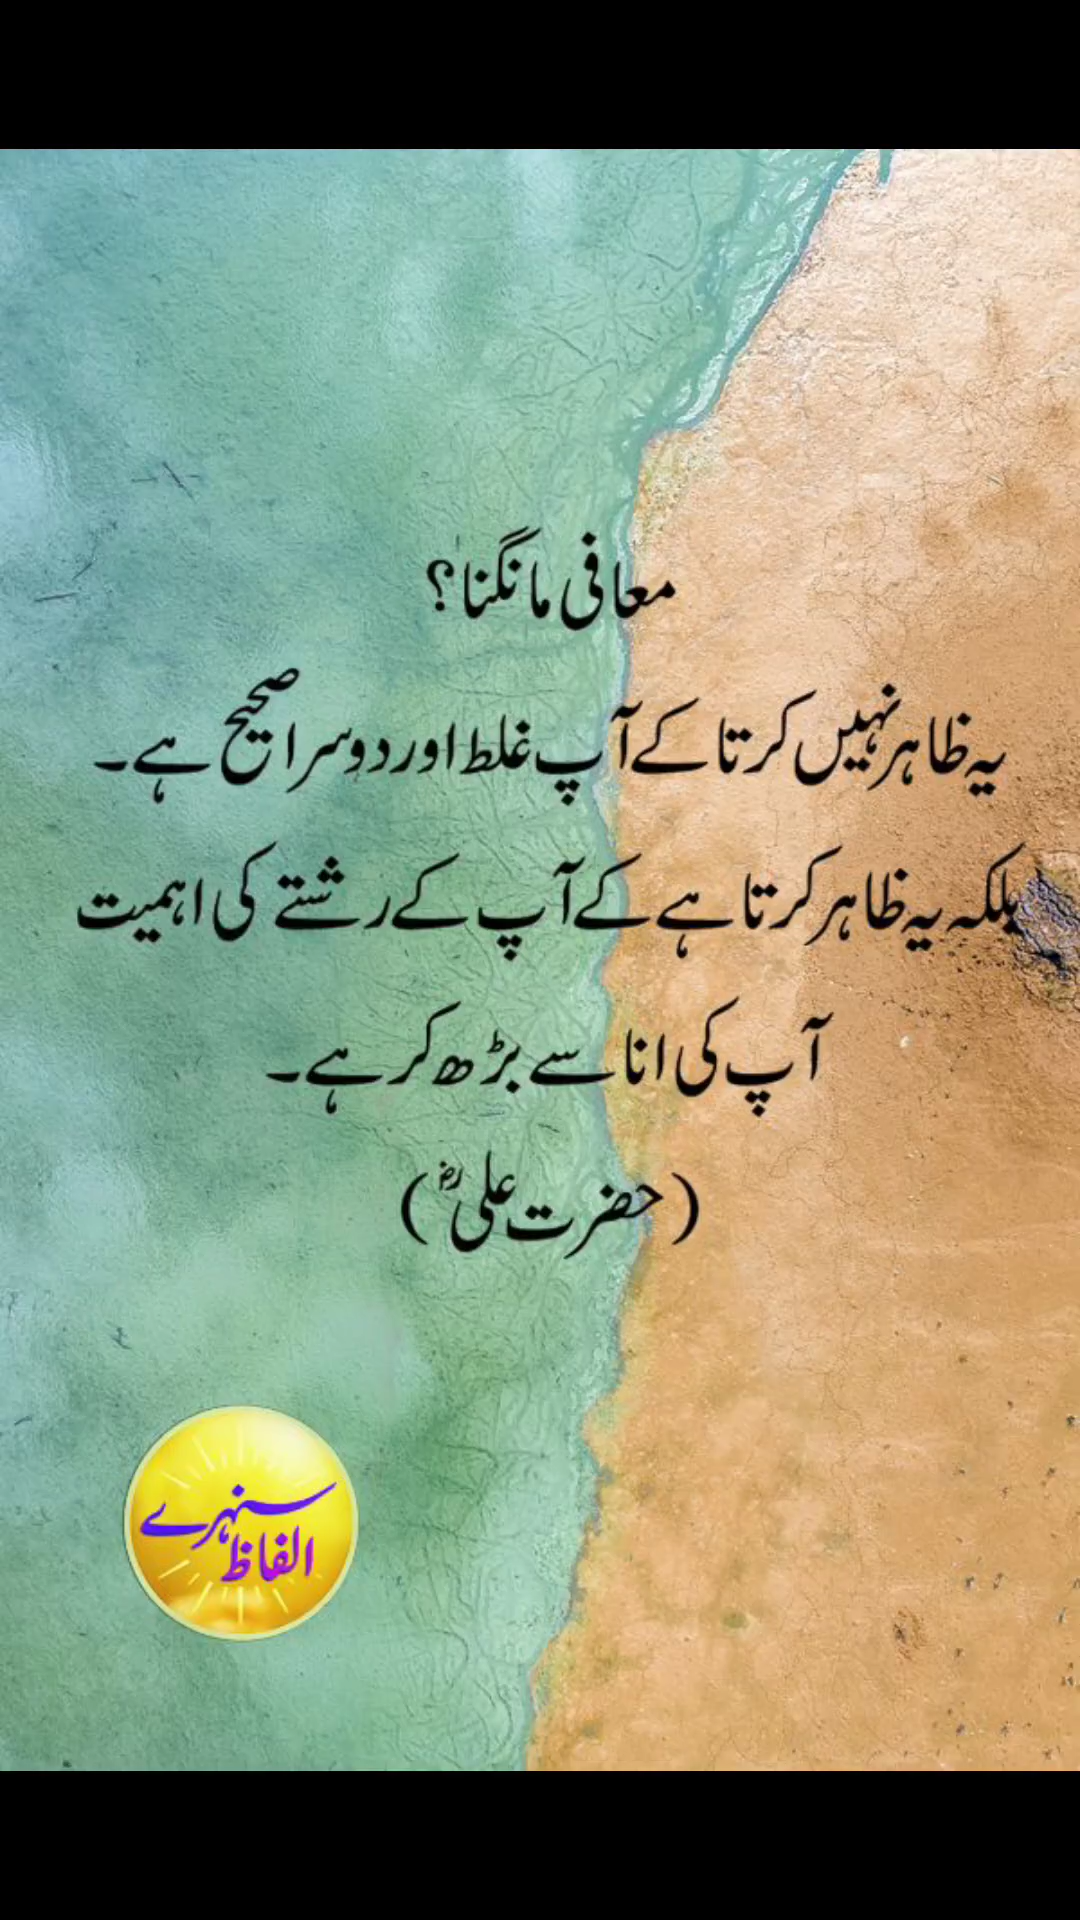 معافی مانگنا؟
یہ ظاہر نہیں کرتا کے آپ غلط اور دوسرا صحیح ہے۔
بلکہ یہ ظاہر کرتا ہے کے آپ کے رشتے کی اہمیت
آپ کی انا سے بڑھ کر ہے۔
(حضرت علیؓ)
سنہرے
الفاظ